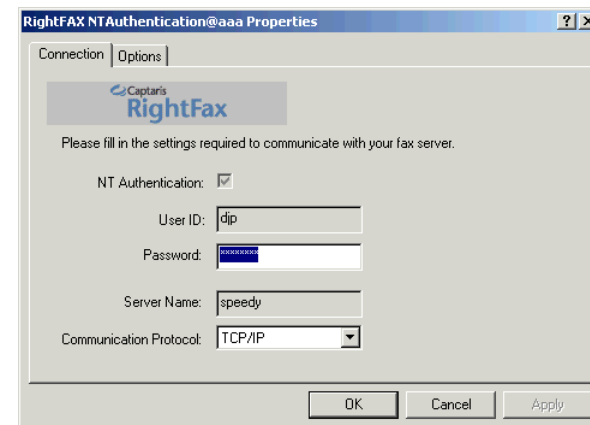 RightFAX NTAuthentication@aaa Properties
Connection
Options
Captaris
RightFax
Please fill in the settings required to communicate with your fax server.
NT Authentication:
User ID: djp
Password: ********
Server Name: speedy
Communication Protocol: TCP/IP
OK Cancel Apply